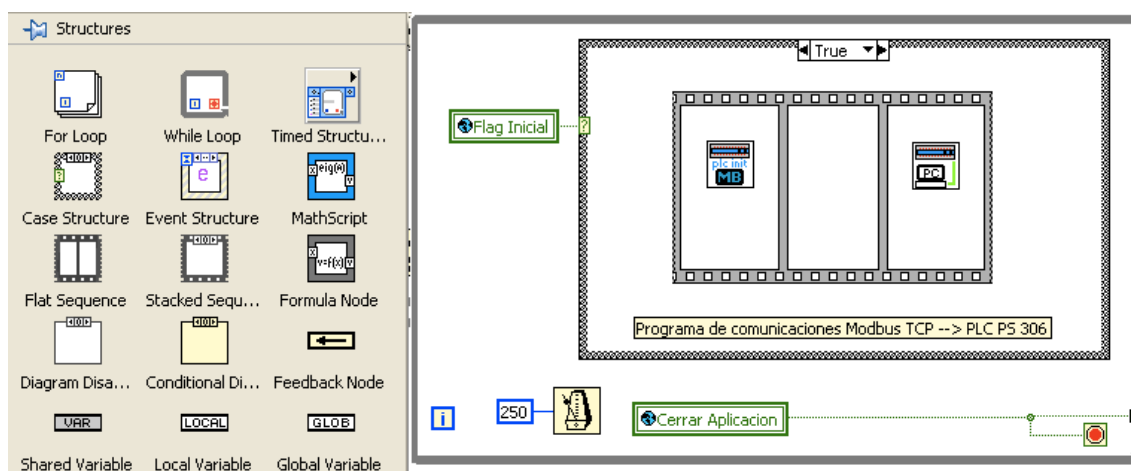 Structures
For Loop
While Loop
Timed Structu...
Case Structure
Event Structure
MathScript
Flat Sequence
Stacked Sequ...
Formula Node
Diagram Disa...
Conditional Di...
Feedback Node
VAR
LOCAL
GLOB
Shared Variable
Local Variable
Global Variable
True
Flag Inicial
?
plc init
MB
PC
Programa de comunicaciones Modbus TCP --> PLC PS 306
i
250
Cerrar Aplicacion